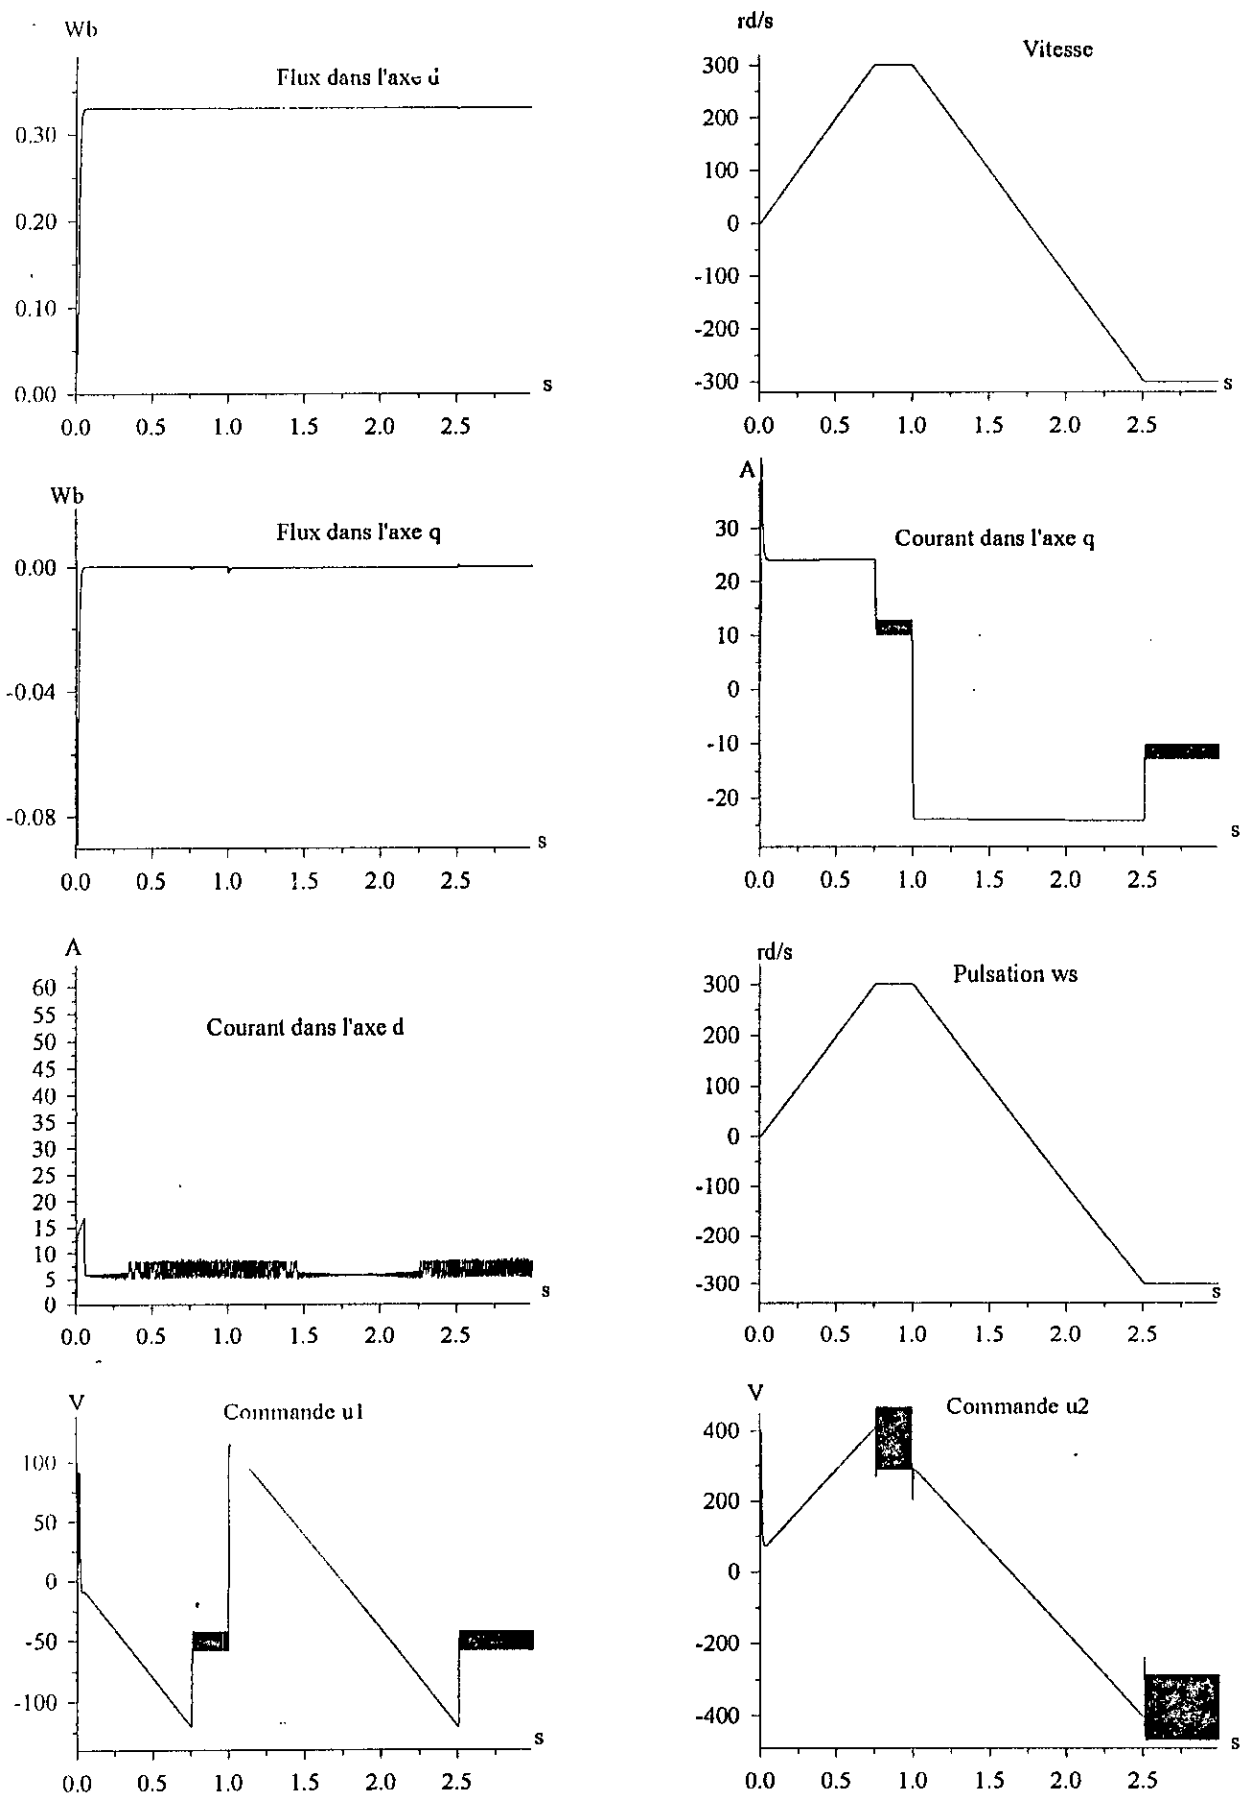 Wb
Flux dans l'axe d
0.30
0.20
0.10
0.00
s
0.0 0.5 1.0 1.5 2.0 2.5
rd/s
Vitesse
300
200
100
0
-100
-200
-300
s
0.0 0.5 1.0 1.5 2.0 2.5
Wb
Flux dans l'axe q
0.00
-0.04
-0.08
s
0.0 0.5 1.0 1.5 2.0 2.5
A
Courant dans l'axe q
30
20
10
0
-10
-20
s
0.0 0.5 1.0 1.5 2.0 2.5
A
Courant dans l'axe d
60
55
50
45
40
35
30
25
20
15
10
5
0
s
0.0 0.5 1.0 1.5 2.0 2.5
rd/s
Pulsation ws
300
200
100
0
-100
-200
-300
s
0.0 0.5 1.0 1.5 2.0 2.5
V
Commande u1
100
50
0
-50
-100
s
0.0 0.5 1.0 1.5 2.0 2.5
V
Commande u2
400
200
0
-200
-400
s
0.0 0.5 1.0 1.5 2.0 2.5